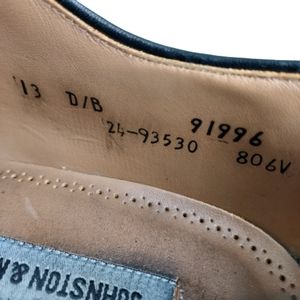 '13 D/B 91996
24-93530 806V
JOHNSTON &